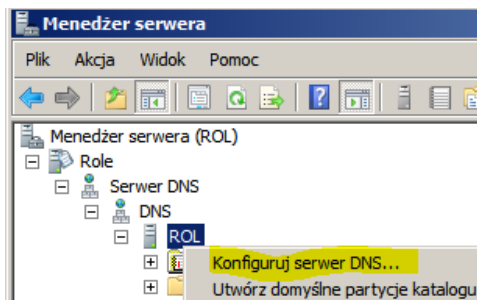 Menedżer serwera
Plik Akcja Widok Pomoc
Menedżer serwera (ROL)
Role
Serwer DNS
DNS
ROL
Konfiguruj serwer DNS...
Utwórz domyślne partycje katalogu